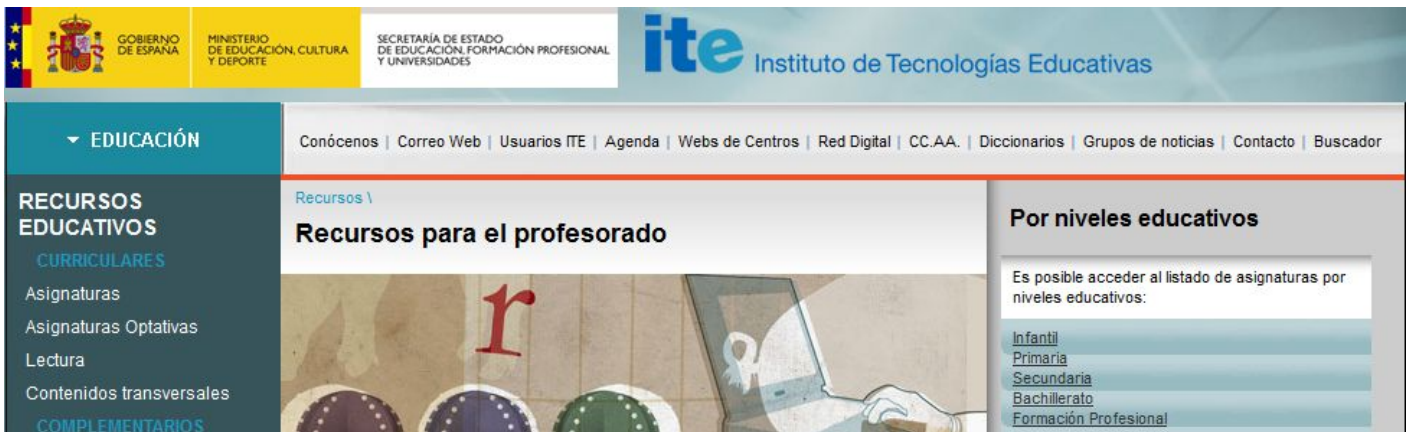 GOBIERNO
DE ESPAÑA
MINISTERIO
DE EDUCACIÓN, CULTURA
Y DEPORTE
SECRETARÍA DE ESTADO
DE EDUCACIÓN, FORMACIÓN PROFESIONAL
Y UNIVERSIDADES
ite Instituto de Tecnologías Educativas
EDUCACIÓN
Conócenos | Correo Web | Usuarios ITE | Agenda | Webs de Centros | Red Digital | CC.AA. | Diccionarios | Grupos de noticias | Contacto | Buscador
RECURSOS
EDUCATIVOS
CURRICULARES
Asignaturas
Asignaturas Optativas
Lectura
Contenidos transversales
COMPLEMENTARIOS
Recursos \
Recursos para el profesorado
r
Por niveles educativos
Es posible acceder al listado de asignaturas por
niveles educativos:
Infantil
Primaria
Secundaria
Bachillerato
Formación Profesional